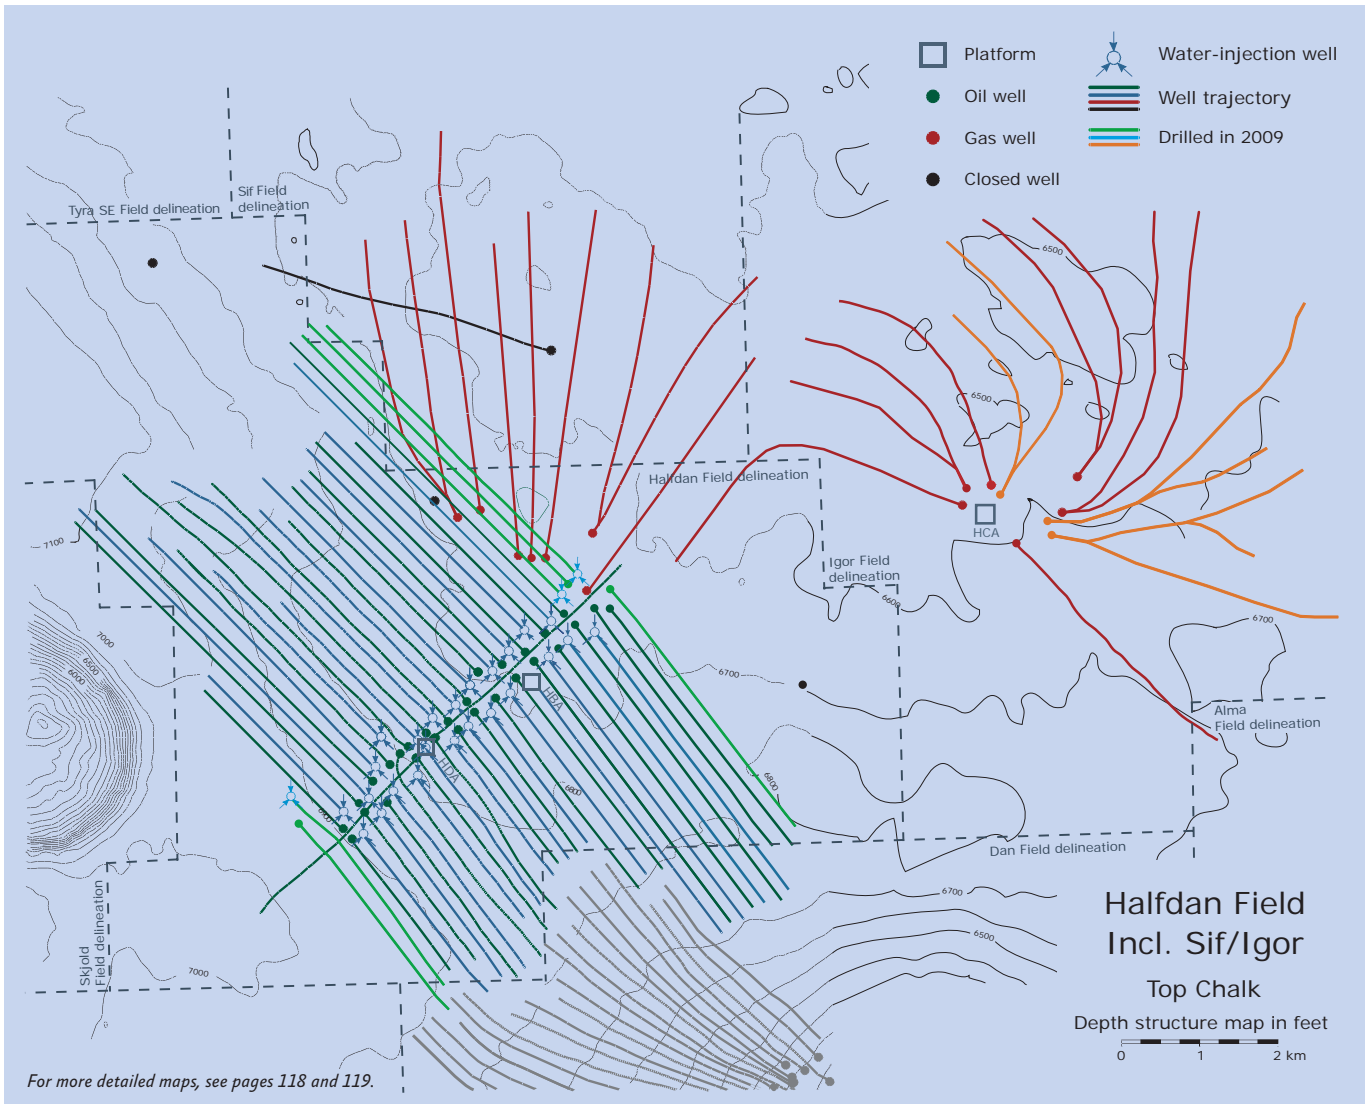 Platform
Water-injection well
Oil well
Well trajectory
Gas well
Drilled in 2009
Closed well
Sif Field
delineation
Tyra SE Field delineation
6500
6500
Halfdan Field delineation
HCA
7100
Igor Field
delineation
6600
6700
7000
6500
6000
6700
HBA
Alma
Field delineation
HDA
6800
6800
Dan Field delineation
6700
6500
Skjold
Field delineation
7000
Halfdan Field
Incl. Sif/Igor
Top Chalk
Depth structure map in feet
0 1 2 km
For more detailed maps, see pages 118 and 119.